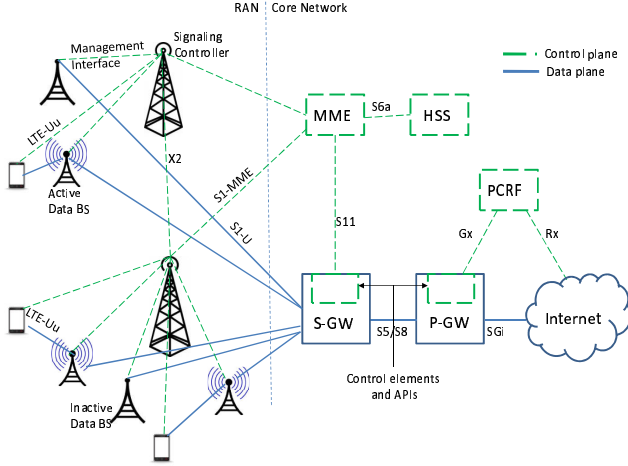 RAN
Core Network
Signaling
Controller
Management
Interface
Control plane
Data plane
LTE-Uu
MME
S6a
HSS
X2
S1-MME
Active
Data BS
PCRF
S1-U
S11
Gx
Rx
LTE-Uu
S-GW
S5/S8
P-GW
SGi
Internet
Control elements
and APIs
Inactive
Data BS